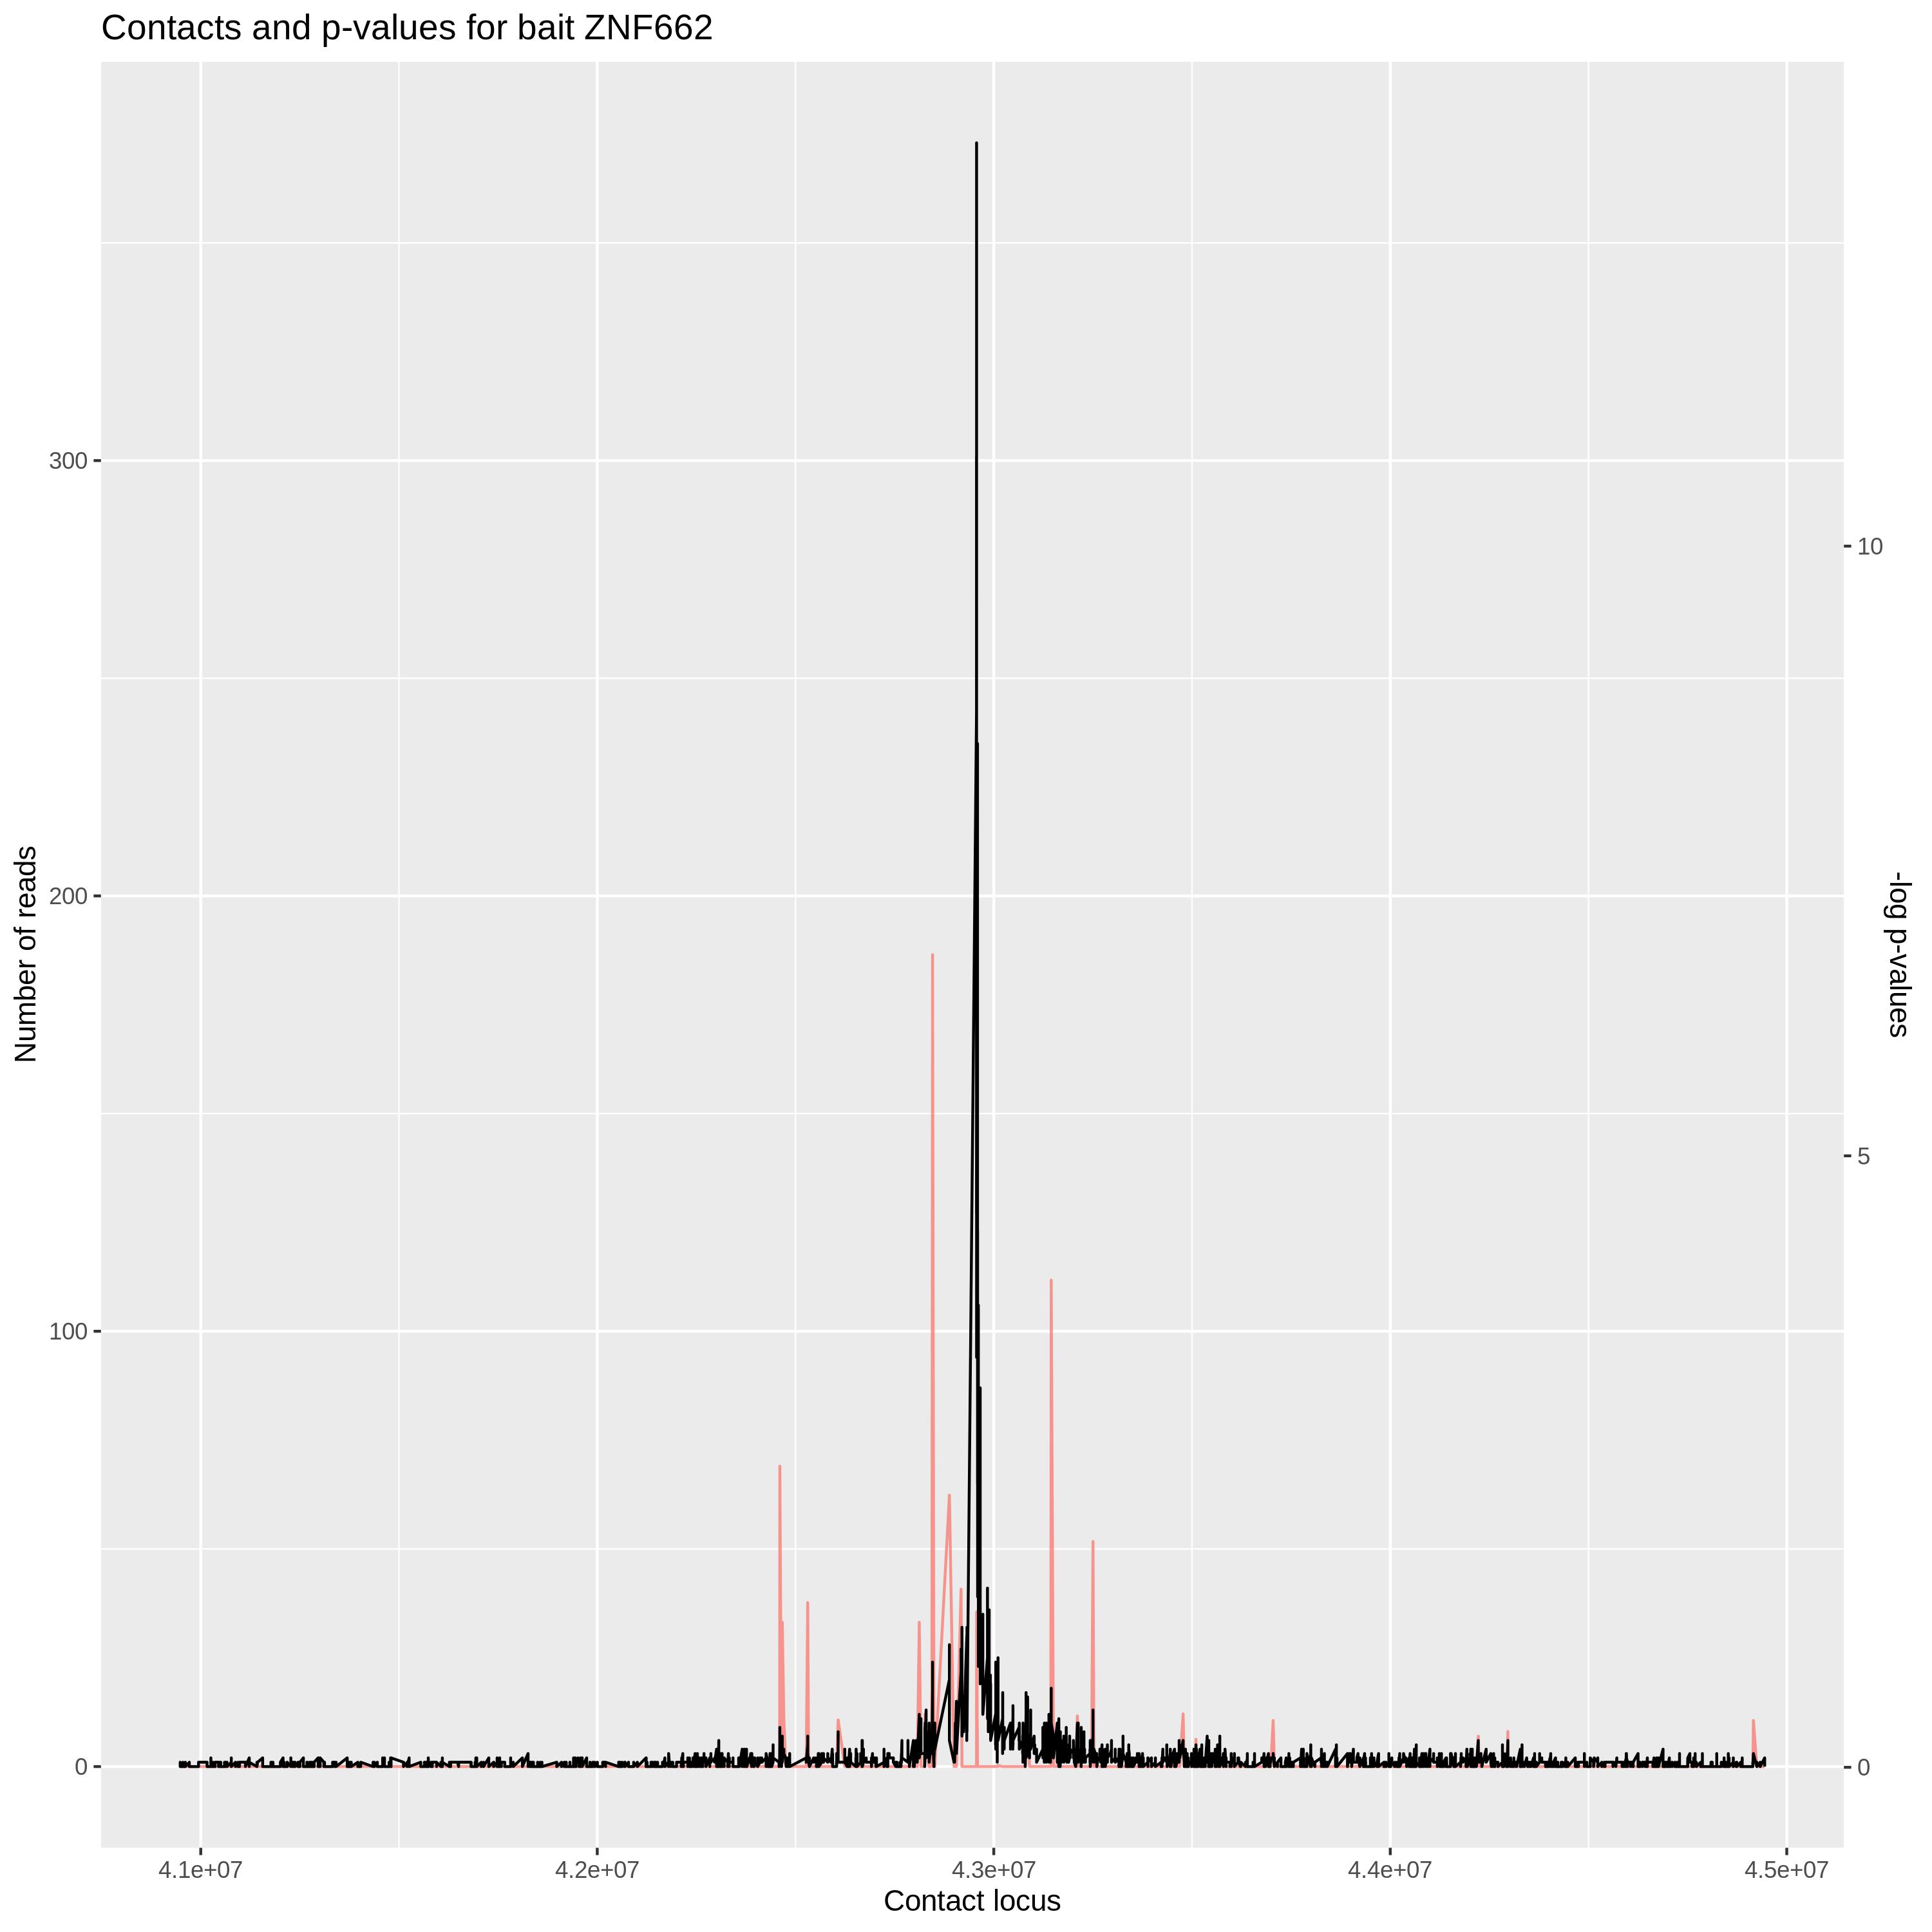 Contacts and p-values for bait ZNF662
300
200
100
0
Number of reads
10
5
0
-log p-values
4.1e+07
4.2e+07
4.3e+07
4.4e+07
4.5e+07
Contact locus